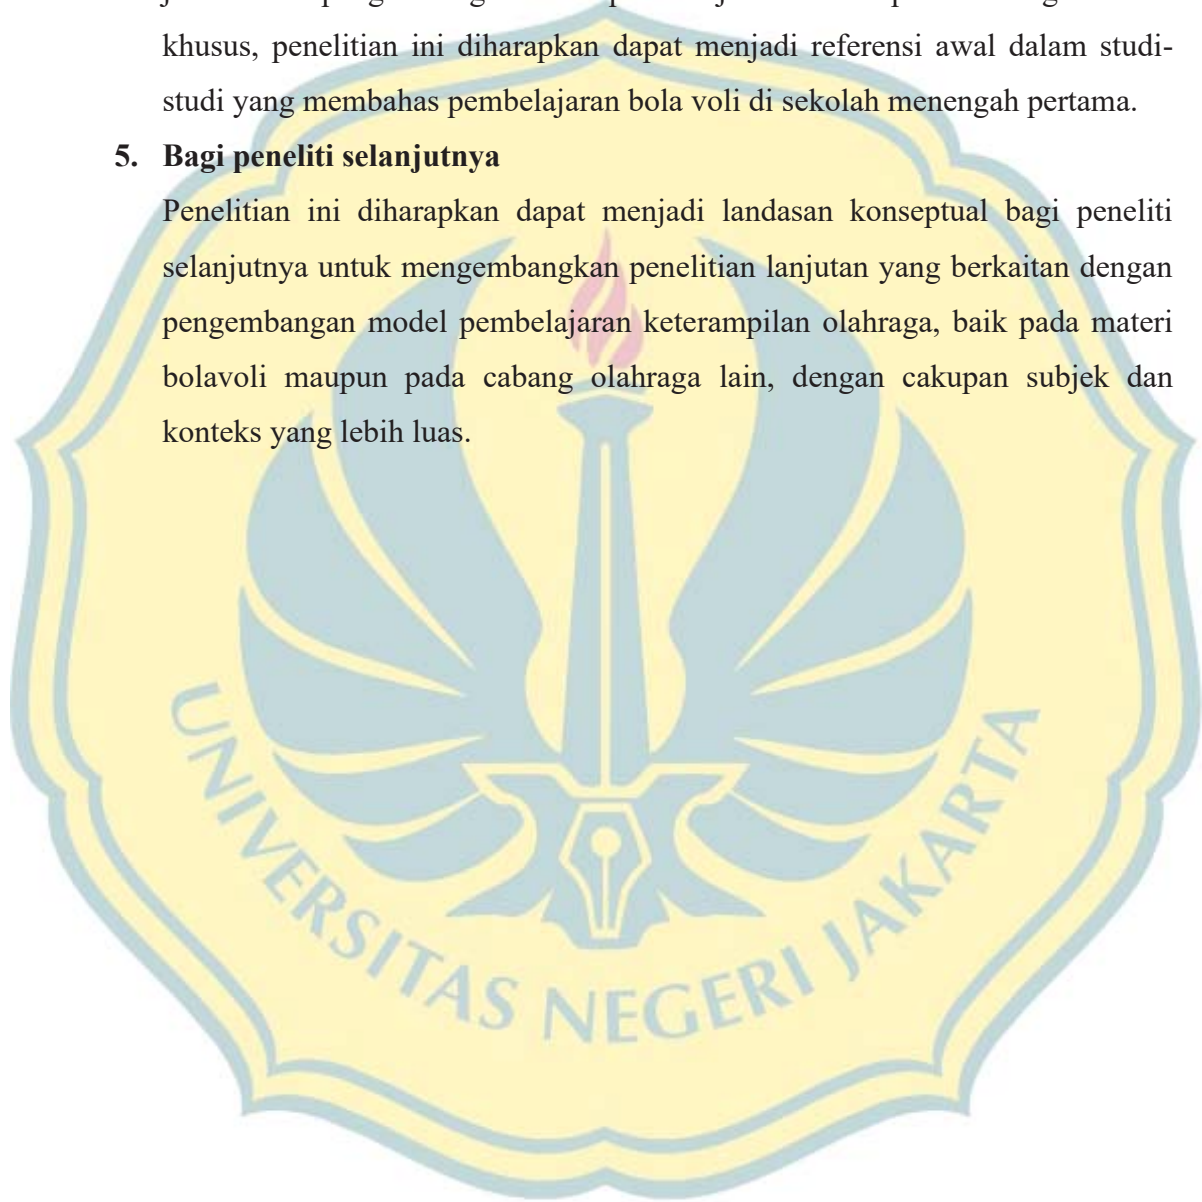 khusus, penelitian ini diharapkan dapat menjadi referensi awal dalam studi-
studi yang membahas pembelajaran bola voli di sekolah menengah pertama.
5. Bagi peneliti selanjutnya
Penelitian ini diharapkan dapat menjadi landasan konseptual bagi peneliti
selanjutnya untuk mengembangkan penelitian lanjutan yang berkaitan dengan
pengembangan model pembelajaran keterampilan olahraga, baik pada materi
bolavoli maupun pada cabang olahraga lain, dengan cakupan subjek dan
konteks yang lebih luas.
UNIVERSITAS NEGERI JAKARTA